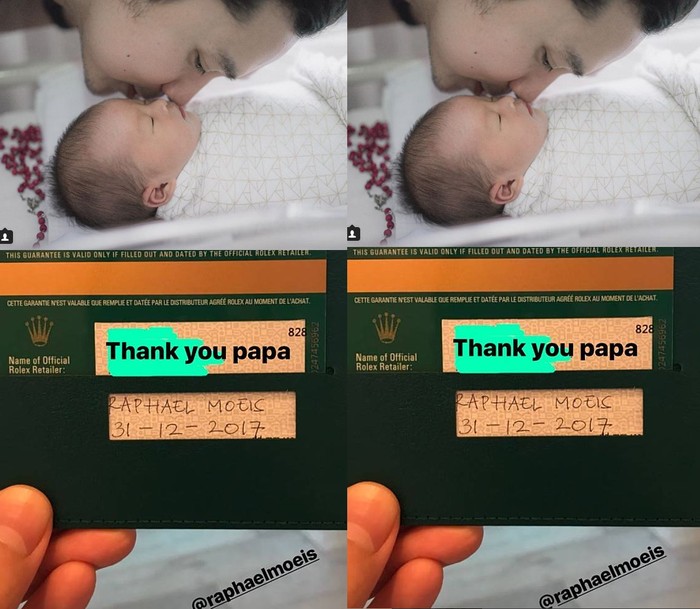 THIS GUARANTEE IS VALID ONLY IF FILLED OUT AND DATED BY THE OFFICIAL ROLEX RETAILER.
CETTE GARANTIE N'EST VALABLE QUE REMPLIE ET DATÉE PAR LE DISTRIBUTEUR AGRÉÉ ROLEX AU MOMENT DE L'ACHAT.
828
Thank you papa
Name of Official
Rolex Retailer:
RAPHAEL MOEIS
31-12-2017
@raphaelmoeis
THIS GUARANTEE IS VALID ONLY IF FILLED OUT AND DATED BY THE OFFICIAL ROLEX RETAILER.
CETTE GARANTIE N'EST VALABLE QUE REMPLIE ET DATÉE PAR LE DISTRIBUTEUR AGRÉÉ ROLEX AU MOMENT DE L'ACHAT.
828
Thank you papa
Name of Official
Rolex Retailer:
RAPHAEL MOEIS
31-12-2017
@raphaelmoeis